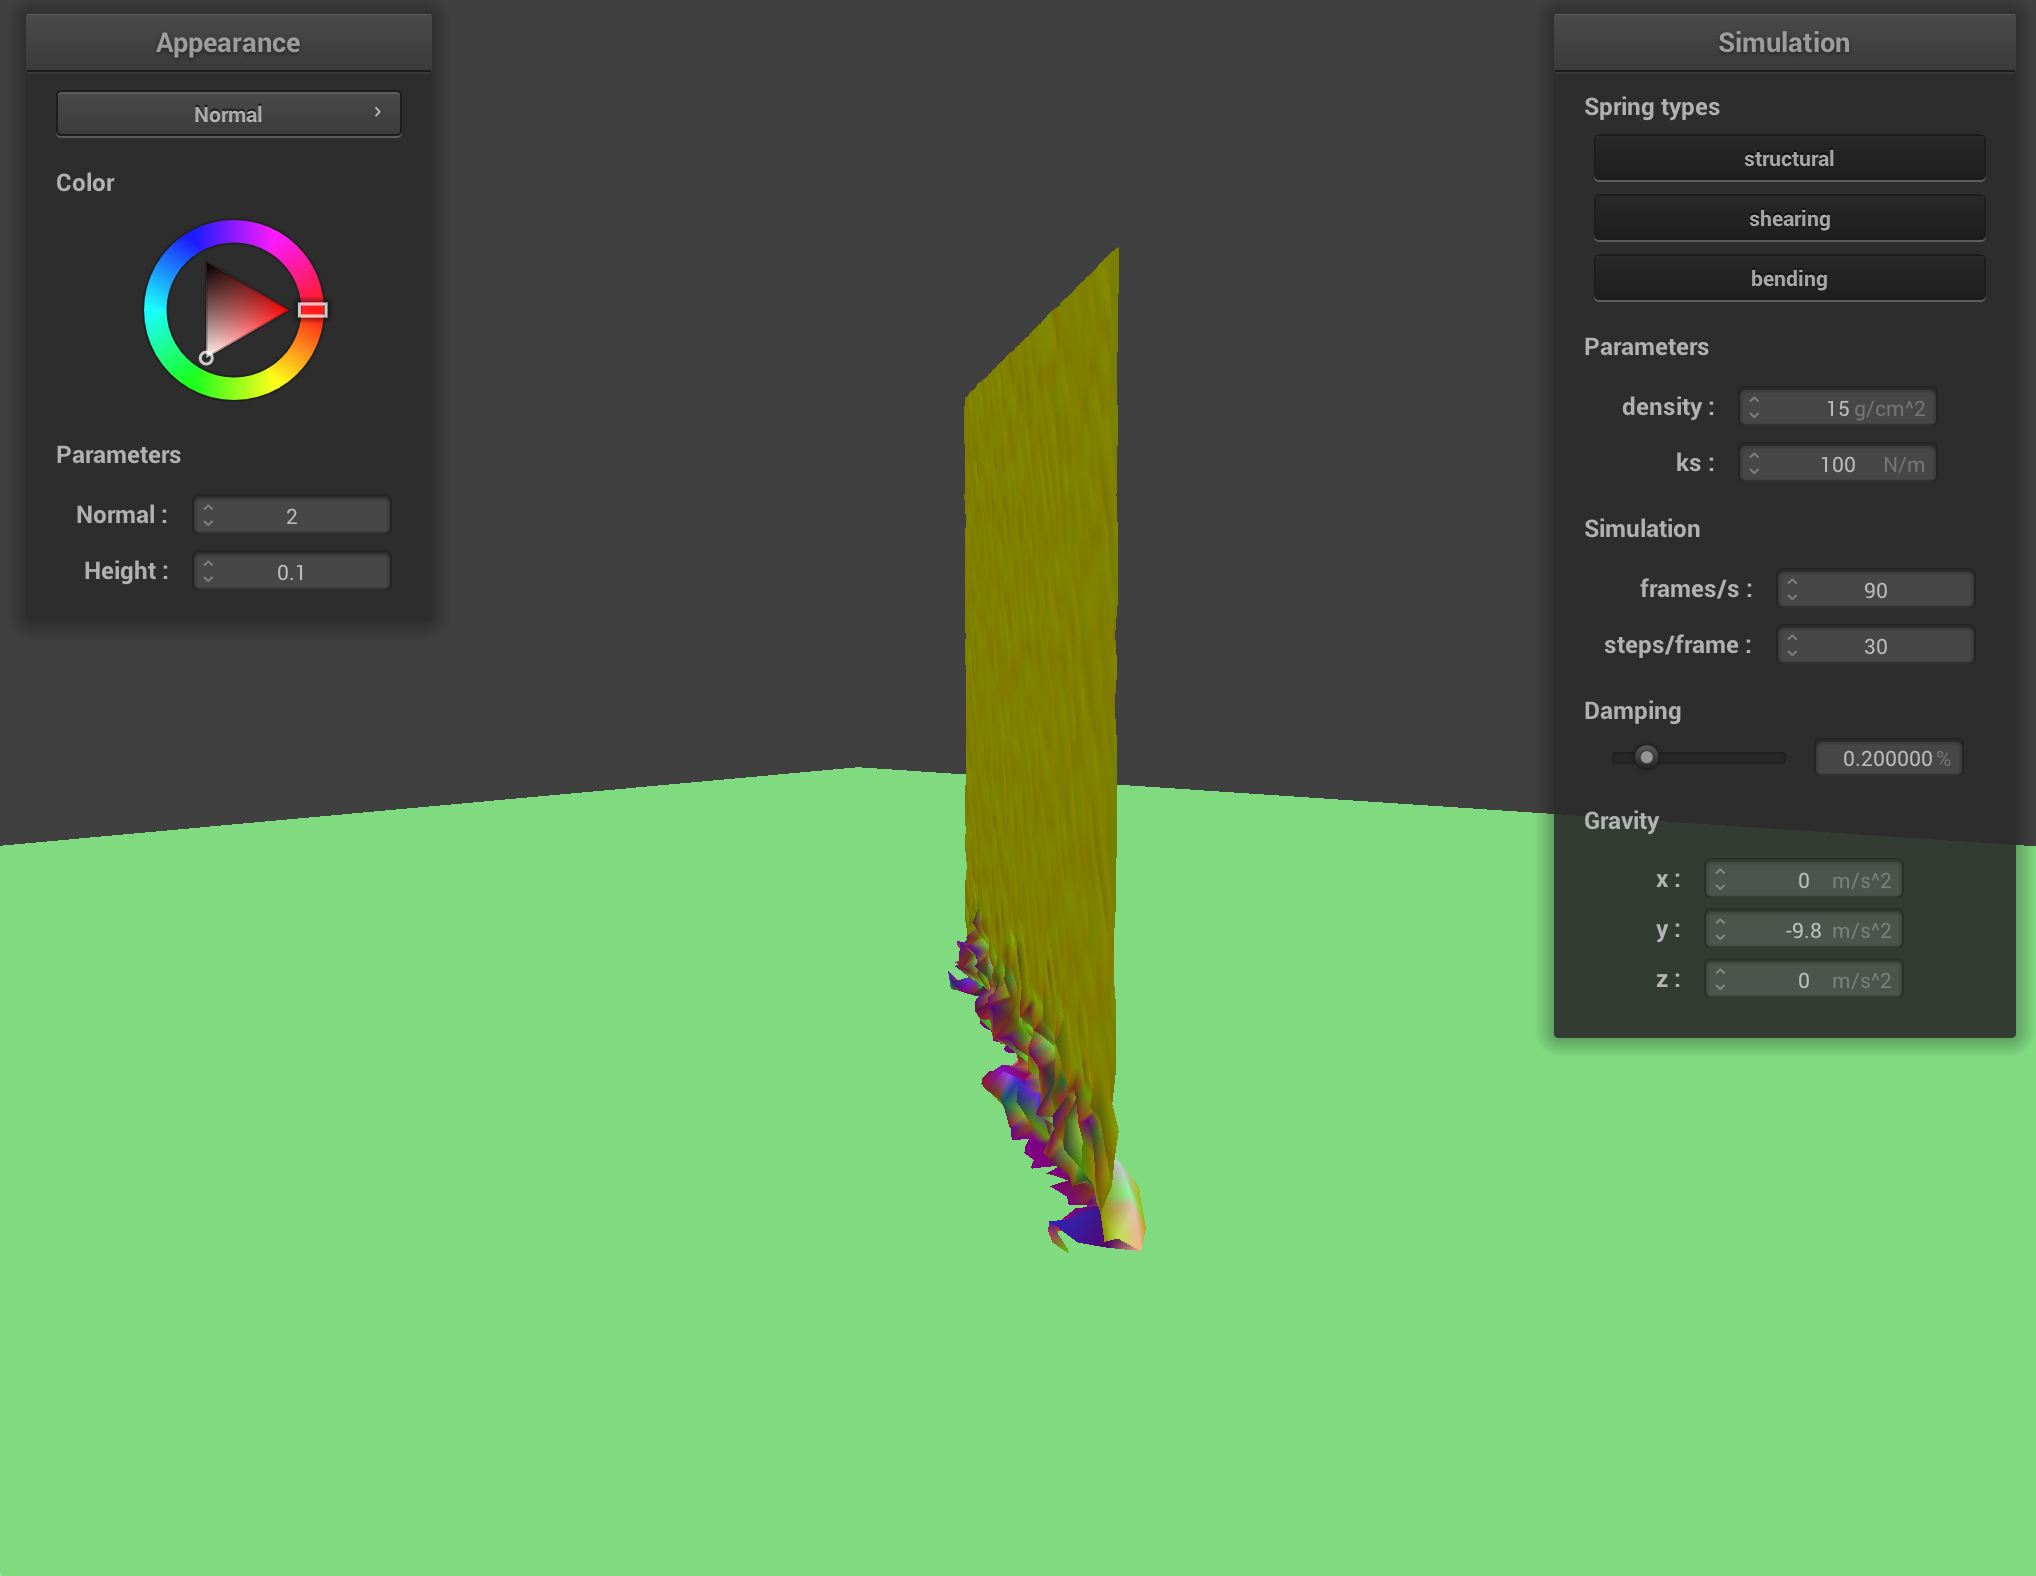 Appearance
Normal
Color
Parameters
Normal : 2
Height : 0.1
Simulation
Spring types
structural
shearing
bending
Parameters
density : 15 g/cm^2
ks : 100 N/m
Simulation
frames/s : 90
steps/frame : 30
Damping
0.200000 %
Gravity
x : 0 m/s^2
y : -9.8 m/s^2
z : 0 m/s^2